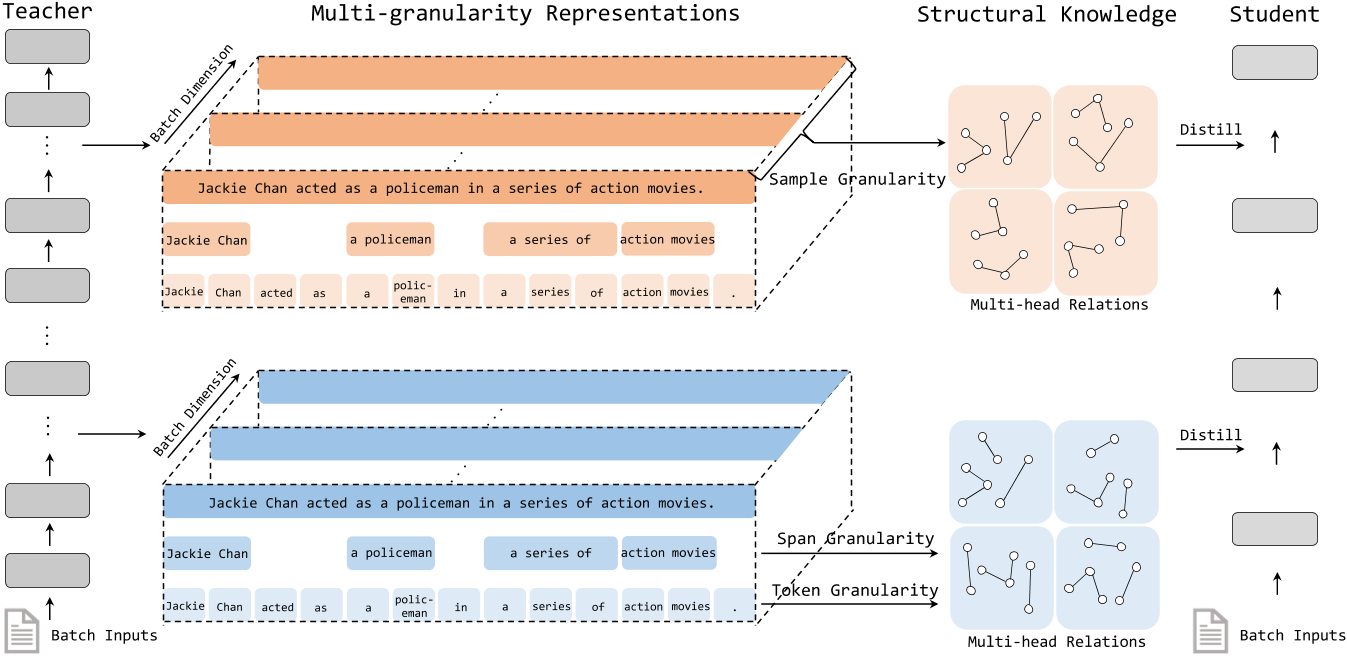 Teacher
Multi-granularity Representations
Structural Knowledge
Student
Batch Dimension
Jackie Chan acted as a policeman in a series of action movies.
Jackie Chan
a policeman
a series of
action movies
Jackie
Chan
acted
as
a
polic-
eman
in
a
series
of
action
movies
.
Sample Granularity
Multi-head Relations
Distill
Batch Dimension
Jackie Chan acted as a policeman in a series of action movies.
Jackie Chan
a policeman
a series of
action movies
Jackie
Chan
acted
as
a
polic-
eman
in
a
series
of
action
movies
.
Span Granularity
Token Granularity
Multi-head Relations
Distill
Batch Inputs
Batch Inputs